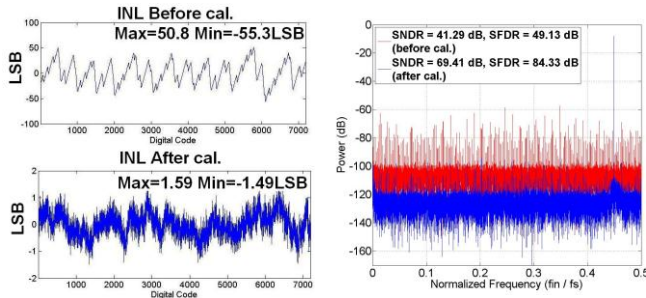 INL Before cal.
Max=50.8 Min=-55.3LSB
LSB
100
50
0
-50
-100
1000 2000 3000 4000 5000 6000 7000
Digital Code
INL After cal.
Max=1.59 Min=-1.49LSB
LSB
2
1
0
-1
-2
0 1000 2000 3000 4000 5000 6000 7000
Digital Code
SNDR = 41.29 dB, SFDR = 49.13 dB
(before cal.)
SNDR = 69.41 dB, SFDR = 84.33 dB
(after cal.)
Power (dB)
0
-20
-40
-60
-80
-100
-120
-140
-160
0 0.1 0.2 0.3 0.4 0.5
Normalized Frequency (fin / fs)